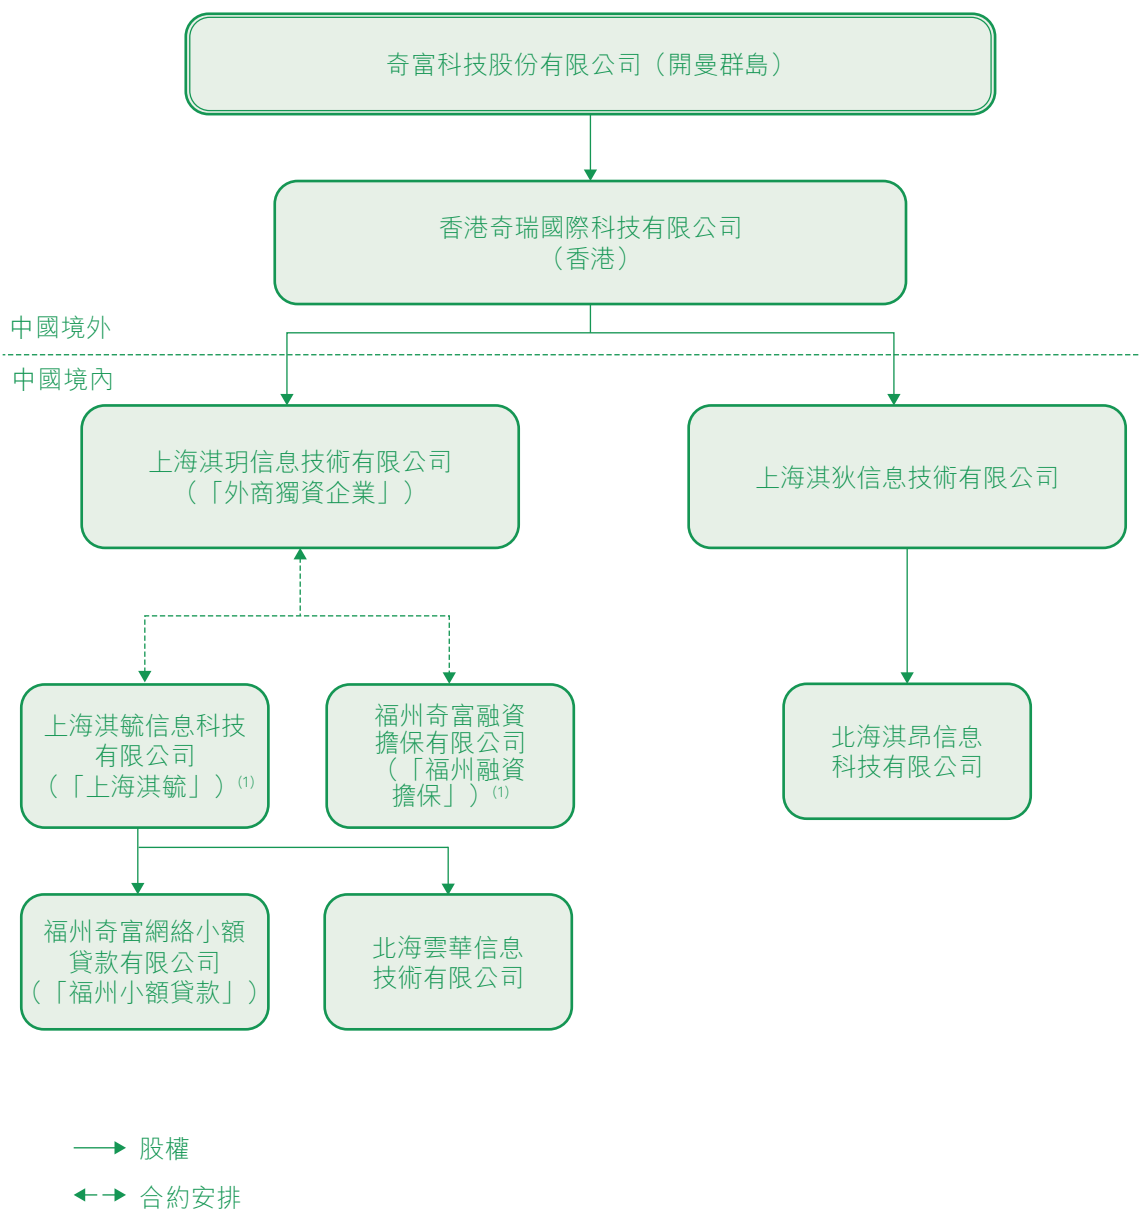 奇富科技股份有限公司（開曼群島）
香港奇瑞國際科技有限公司
（香港）
中國境外
中國境內
上海淇玥信息技術有限公司
（「外商獨資企業」）
上海淇狄信息技術有限公司
上海淇毓信息科技
有限公司
（「上海淇毓」）(1)
福州奇富融資
擔保有限公司
（「福州融資
擔保」）(1)
北海淇昂信息
科技有限公司
福州奇富網絡小額
貸款有限公司
（「福州小額貸款」）
北海雲華信息
技術有限公司
股權
合約安排